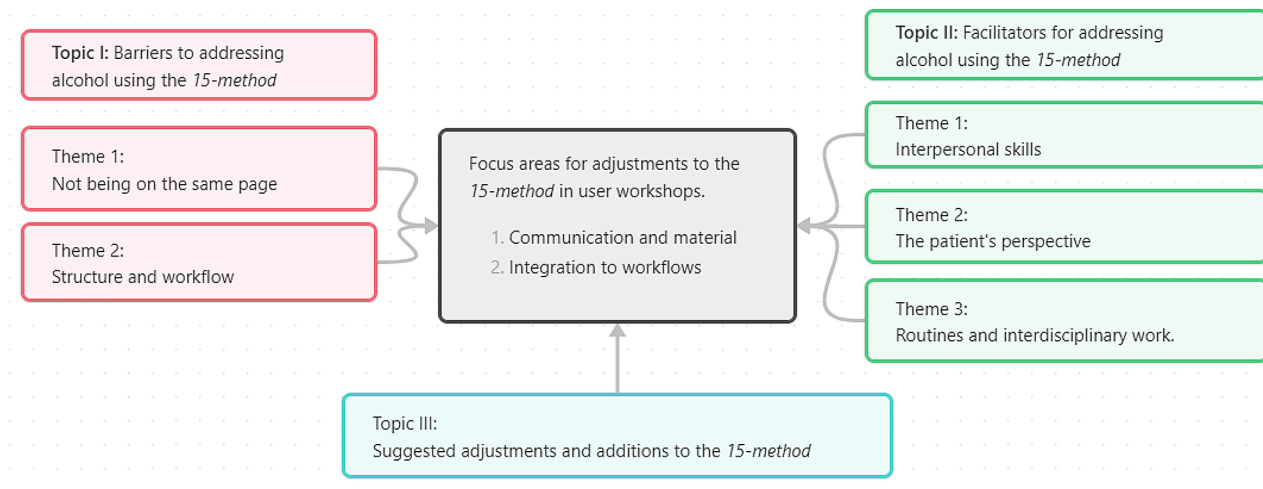 Topic I: Barriers to addressing
alcohol using the 15-method
Theme 1:
Not being on the same page
Theme 2:
Structure and workflow
Focus areas for adjustments to the
15-method in user workshops.
1. Communication and material
2. Integration to workflows
Topic II: Facilitators for addressing
alcohol using the 15-method
Theme 1:
Interpersonal skills
Theme 2:
The patient's perspective
Theme 3:
Routines and interdisciplinary work.
Topic III:
Suggested adjustments and additions to the 15-method